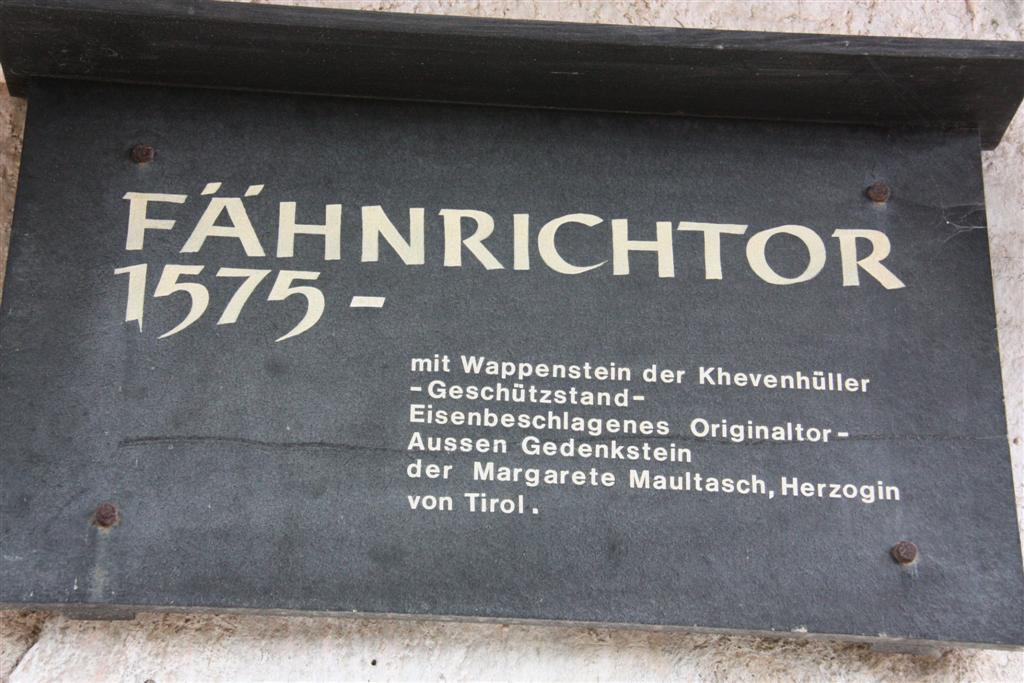 FÄHNRICHTOR
1575-
mit Wappenstein der Khevenhüller
-Geschützstand-
Eisenbeschlagenes Originaltor-
Aussen Gedenkstein
der Margarete Maultasch, Herzogin
von Tirol.